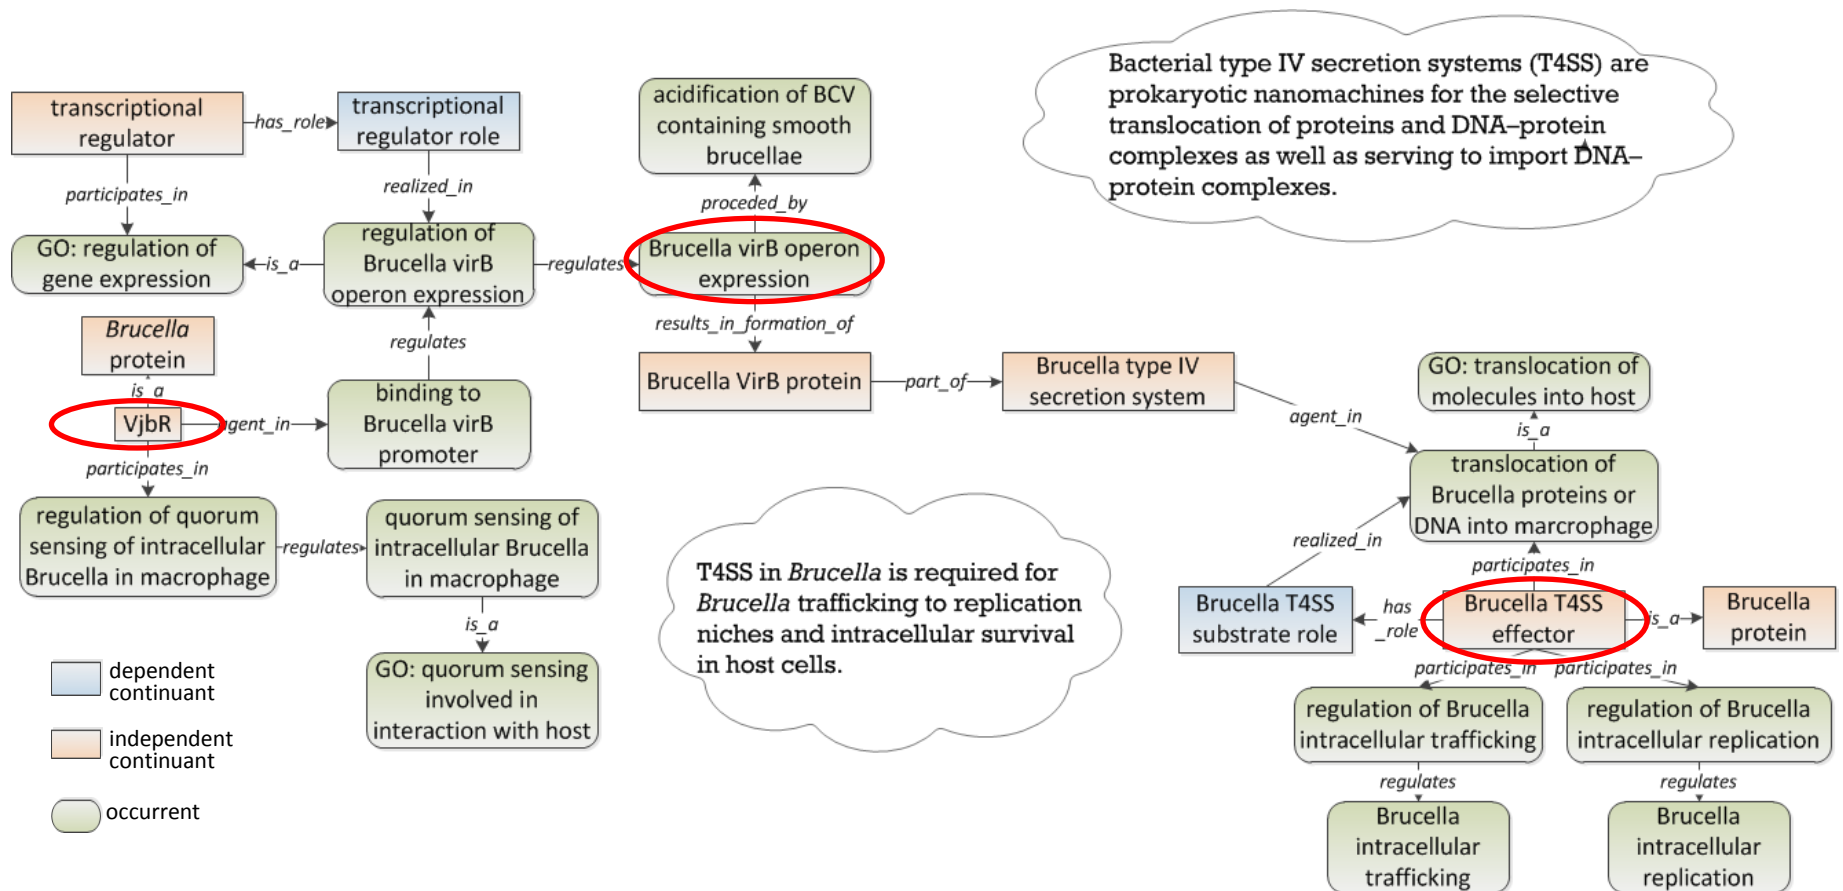 Bacterial type IV secretion systems (T4SS) are
prokaryotic nanomachines for the selective
translocation of proteins and DNA–protein
complexes as well as serving to import DNA–
protein complexes.
transcriptional
regulator
has_role
transcriptional
regulator role
acidification of BCV
containing smooth
brucellae
participates_in
realized_in
proceded_by
GO: regulation of
gene expression
is_a
regulation of
Brucella virB
operon expression
regulates
Brucella virB operon
expression
Brucella
protein
is_a
regulates
results_in_formation_of
VjbR
agent_in
binding to
Brucella virB
promoter
Brucella VirB protein
part_of
Brucella type IV
secretion system
agent_in
GO: translocation of
molecules into host
is_a
participates_in
translocation of
Brucella proteins or
DNA into marcrophage
regulation of quorum
sensing of intracellular
Brucella in macrophage
regulates
quorum sensing of
intracellular Brucella
in macrophage
is_a
GO: quorum sensing
involved in
interaction with host
T4SS in Brucella is required for
Brucella trafficking to replication
niches and intracellular survival
in host cells.
realized_in
participates_in
Brucella T4SS
substrate role
has
_role
Brucella T4SS
effector
is_a
Brucella
protein
participates_in
participates_in
regulation of Brucella
intracellular trafficking
regulation of Brucella
intracellular replication
regulates
regulates
Brucella
intracellular
trafficking
Brucella
intracellular
replication
dependent
continuant
independent
continuant
occurrent